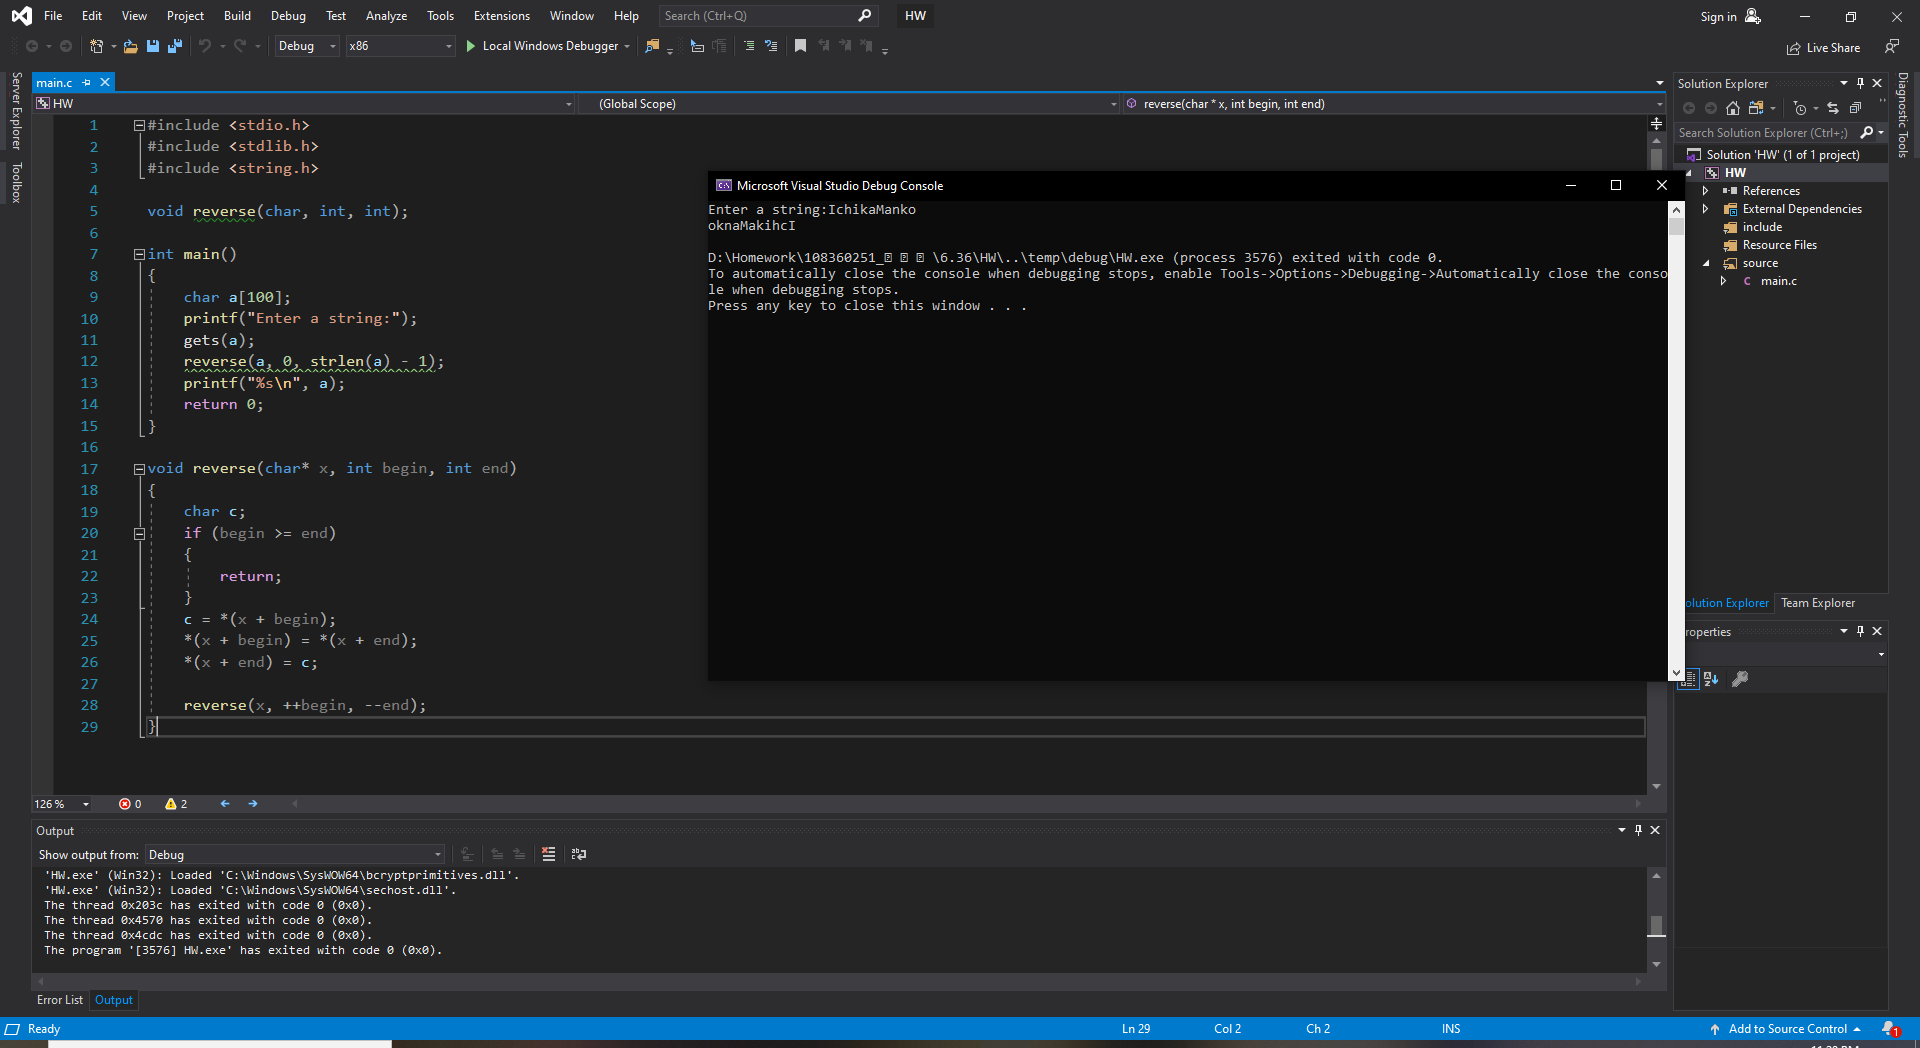 File Edit View Project Build Debug Test Analyze Tools Extensions Window Help Search (Ctrl+Q) HW Sign in
Debug x86 Local Windows Debugger Live Share
Server Explorer
Toolbox
main.c
HW (Global Scope) reverse(char * x, int begin, int end)
1 #include <stdio.h>
2 #include <stdlib.h>
3 #include <string.h>
4
5 void reverse(char, int, int);
6
7 int main()
8 {
9 char a[100];
10 printf("Enter a string:");
11 gets(a);
12 reverse(a, 0, strlen(a) - 1);
13 printf("%s\n", a);
14 return 0;
15 }
16
17 void reverse(char* x, int begin, int end)
18 {
19 char c;
20 if (begin >= end)
21 {
22 return;
23 }
24 c = *(x + begin);
25 *(x + begin) = *(x + end);
26 *(x + end) = c;
27
28 reverse(x, ++begin, --end);
29 }
Microsoft Visual Studio Debug Console
Enter a string:IchikaManko
oknaMakihcI
D:\Homework\108360251_ \6.36\HW\..\temp\debug\HW.exe (process 3576) exited with code 0.
To automatically close the console when debugging stops, enable Tools->Options->Debugging->Automatically close the conso
le when debugging stops.
Press any key to close this window . . .
Solution Explorer
Search Solution Explorer (Ctrl+;)
Solution 'HW' (1 of 1 project)
HW
References
External Dependencies
include
Resource Files
source
main.c
olution Explorer Team Explorer
roperties
Diagnostic Tools
126 % 0 2
Output
Show output from: Debug
'HW.exe' (Win32): Loaded 'C:\Windows\SysWOW64\bcryptprimitives.dll'.
'HW.exe' (Win32): Loaded 'C:\Windows\SysWOW64\sechost.dll'.
The thread 0x203c has exited with code 0 (0x0).
The thread 0x4570 has exited with code 0 (0x0).
The thread 0x4cdc has exited with code 0 (0x0).
The program '[3576] HW.exe' has exited with code 0 (0x0).
Error List Output
Ready Ln 29 Col 2 Ch 2 INS Add to Source Control 1